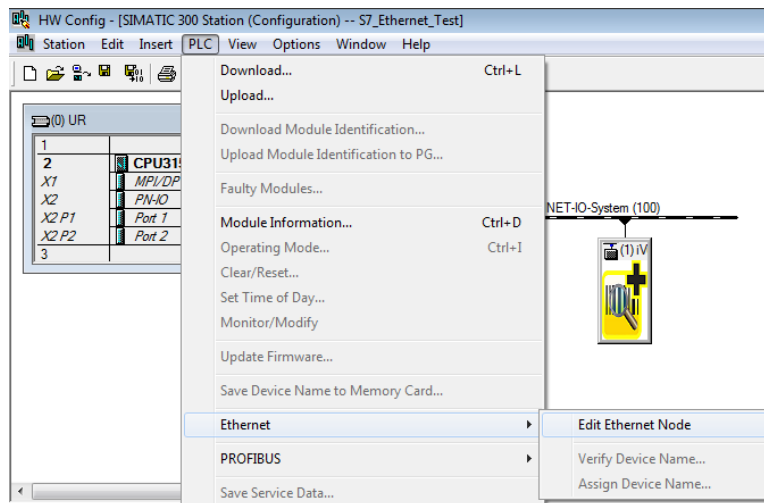 HW Config - [SIMATIC 300 Station (Configuration) -- S7_Ethernet_Test]
Station Edit Insert PLC View Options Window Help
Download... Ctrl+L
Upload...
Download Module Identification...
Upload Module Identification to PG...
Faulty Modules...
Module Information... Ctrl+D
Operating Mode... Ctrl+I
Clear/Reset...
Set Time of Day...
Monitor/Modify
Update Firmware...
Save Device Name to Memory Card...
Ethernet
PROFIBUS
Save Service Data...
Edit Ethernet Node
Verify Device Name...
Assign Device Name...
(0) UR
1
2 CPU31
X1 MPI/DP
X2 PN-IO
X2 P1 Port 1
X2 P2 Port 2
3
NET-IO-System (100)
(1) iV